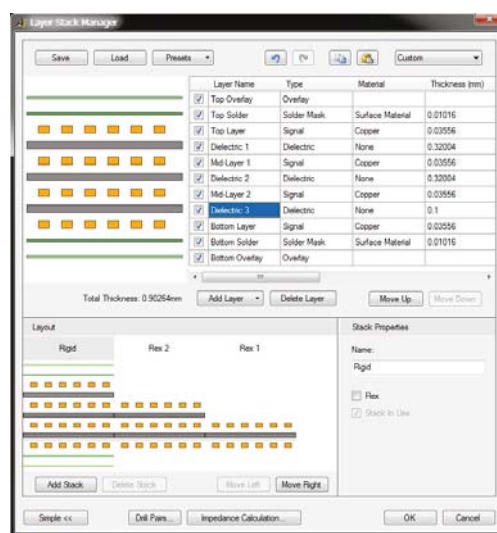 Layer Stack Manager
Save Load Presets Custom
Layer Name Type Material Thickness (mm)
Top Overlay Overlay
Top Solder Solder Mask Surface Material 0.01016
Top Layer Signal Copper 0.03556
Dielectric 1 Dielectric None 0.32004
Mid-Layer 1 Signal Copper 0.03556
Dielectric 2 Dielectric None 0.32004
Mid-Layer 2 Signal Copper 0.03556
Dielectric 3 Dielectric None 0.1
Bottom Layer Signal Copper 0.03556
Bottom Solder Solder Mask Surface Material 0.01016
Bottom Overlay Overlay
Total Thickness: 0.90264mm Add Layer Delete Layer Move Up Move Down
Layout Stack Properties
Rigid Flex 2 Flex 1 Name:
Rigid
Flex
Stack In Use
Add Stack Delete Stack Move Left Move Right
Simple << Drill Pairs... Impedance Calculation... OK Cancel